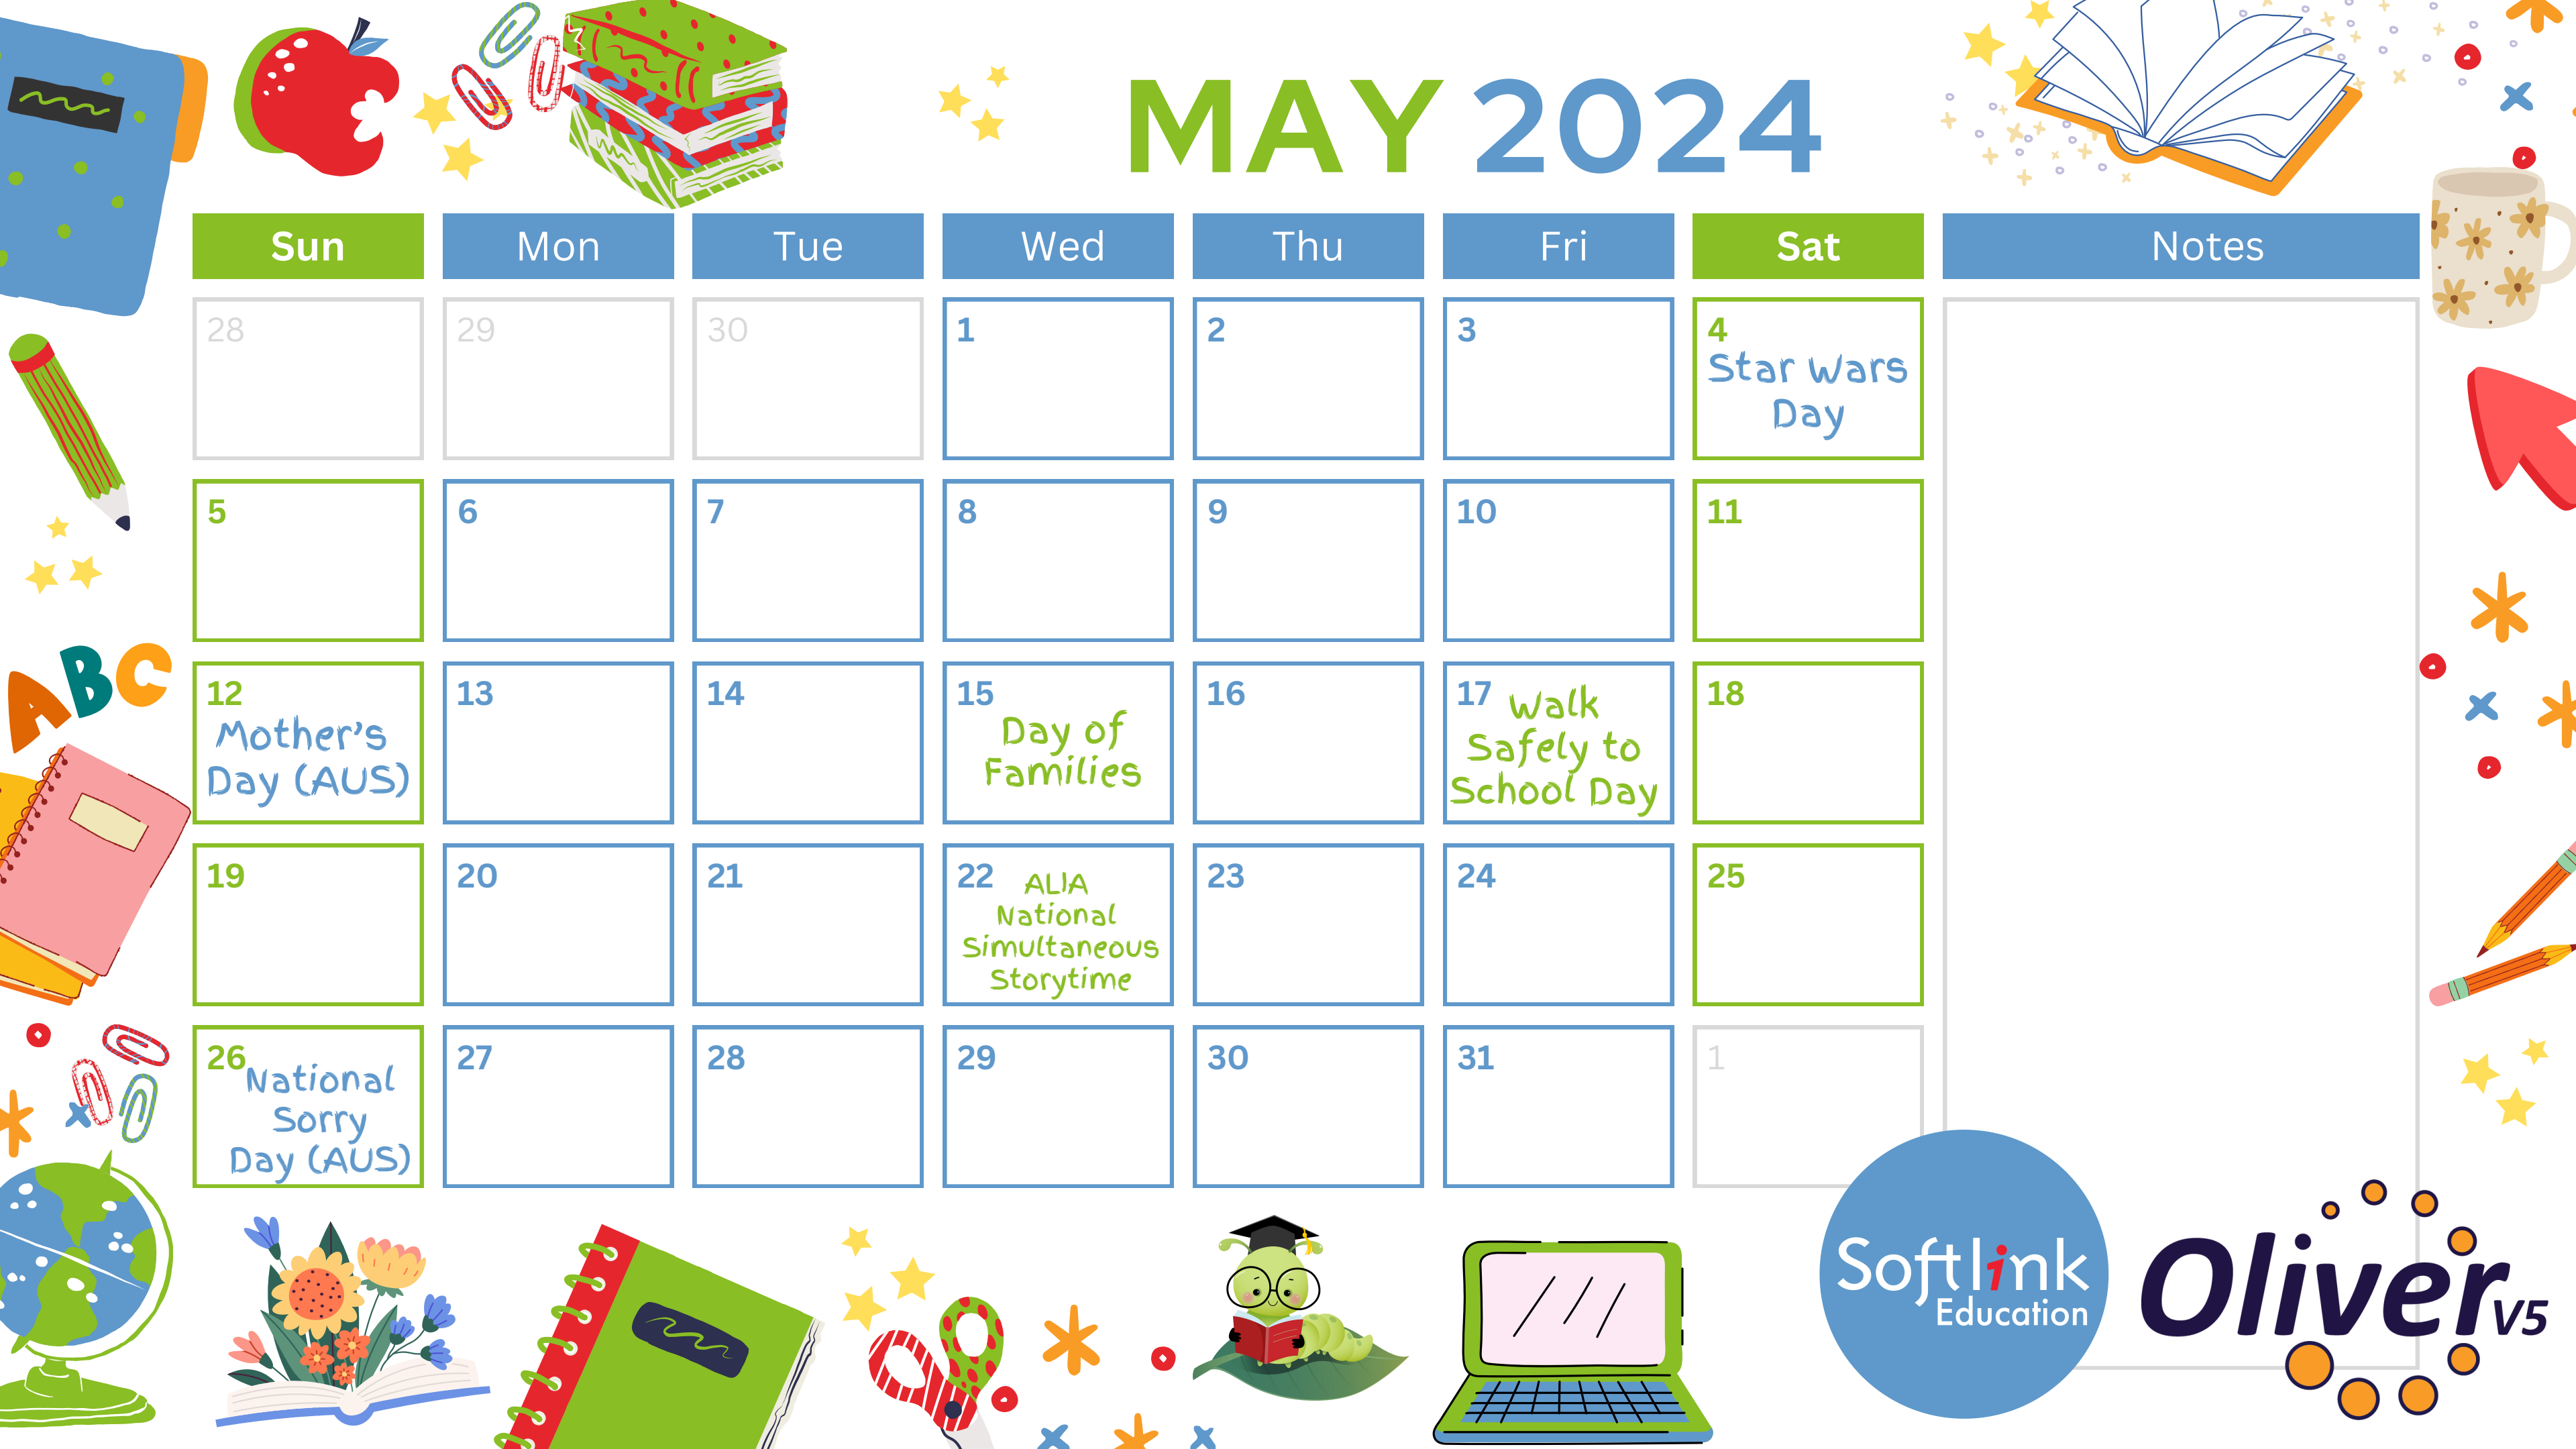 MAY 2024
Sun Mon Tue Wed Thu Fri Sat Notes
28 29 30 1 2 3 4
Star Wars
Day
5 6 7 8 9 10 11
12 13 14 15 16 17 18
Mother's
Day (AUS)
Day of
Families
Walk
Safely to
School Day
19 20 21 22 23 24 25
ALIA
National
Simultaneous
Storytime
26 27 28 29 30 31 1
National
Sorry
Day (AUS)
ABC
Softlink
Education
Oliver V5